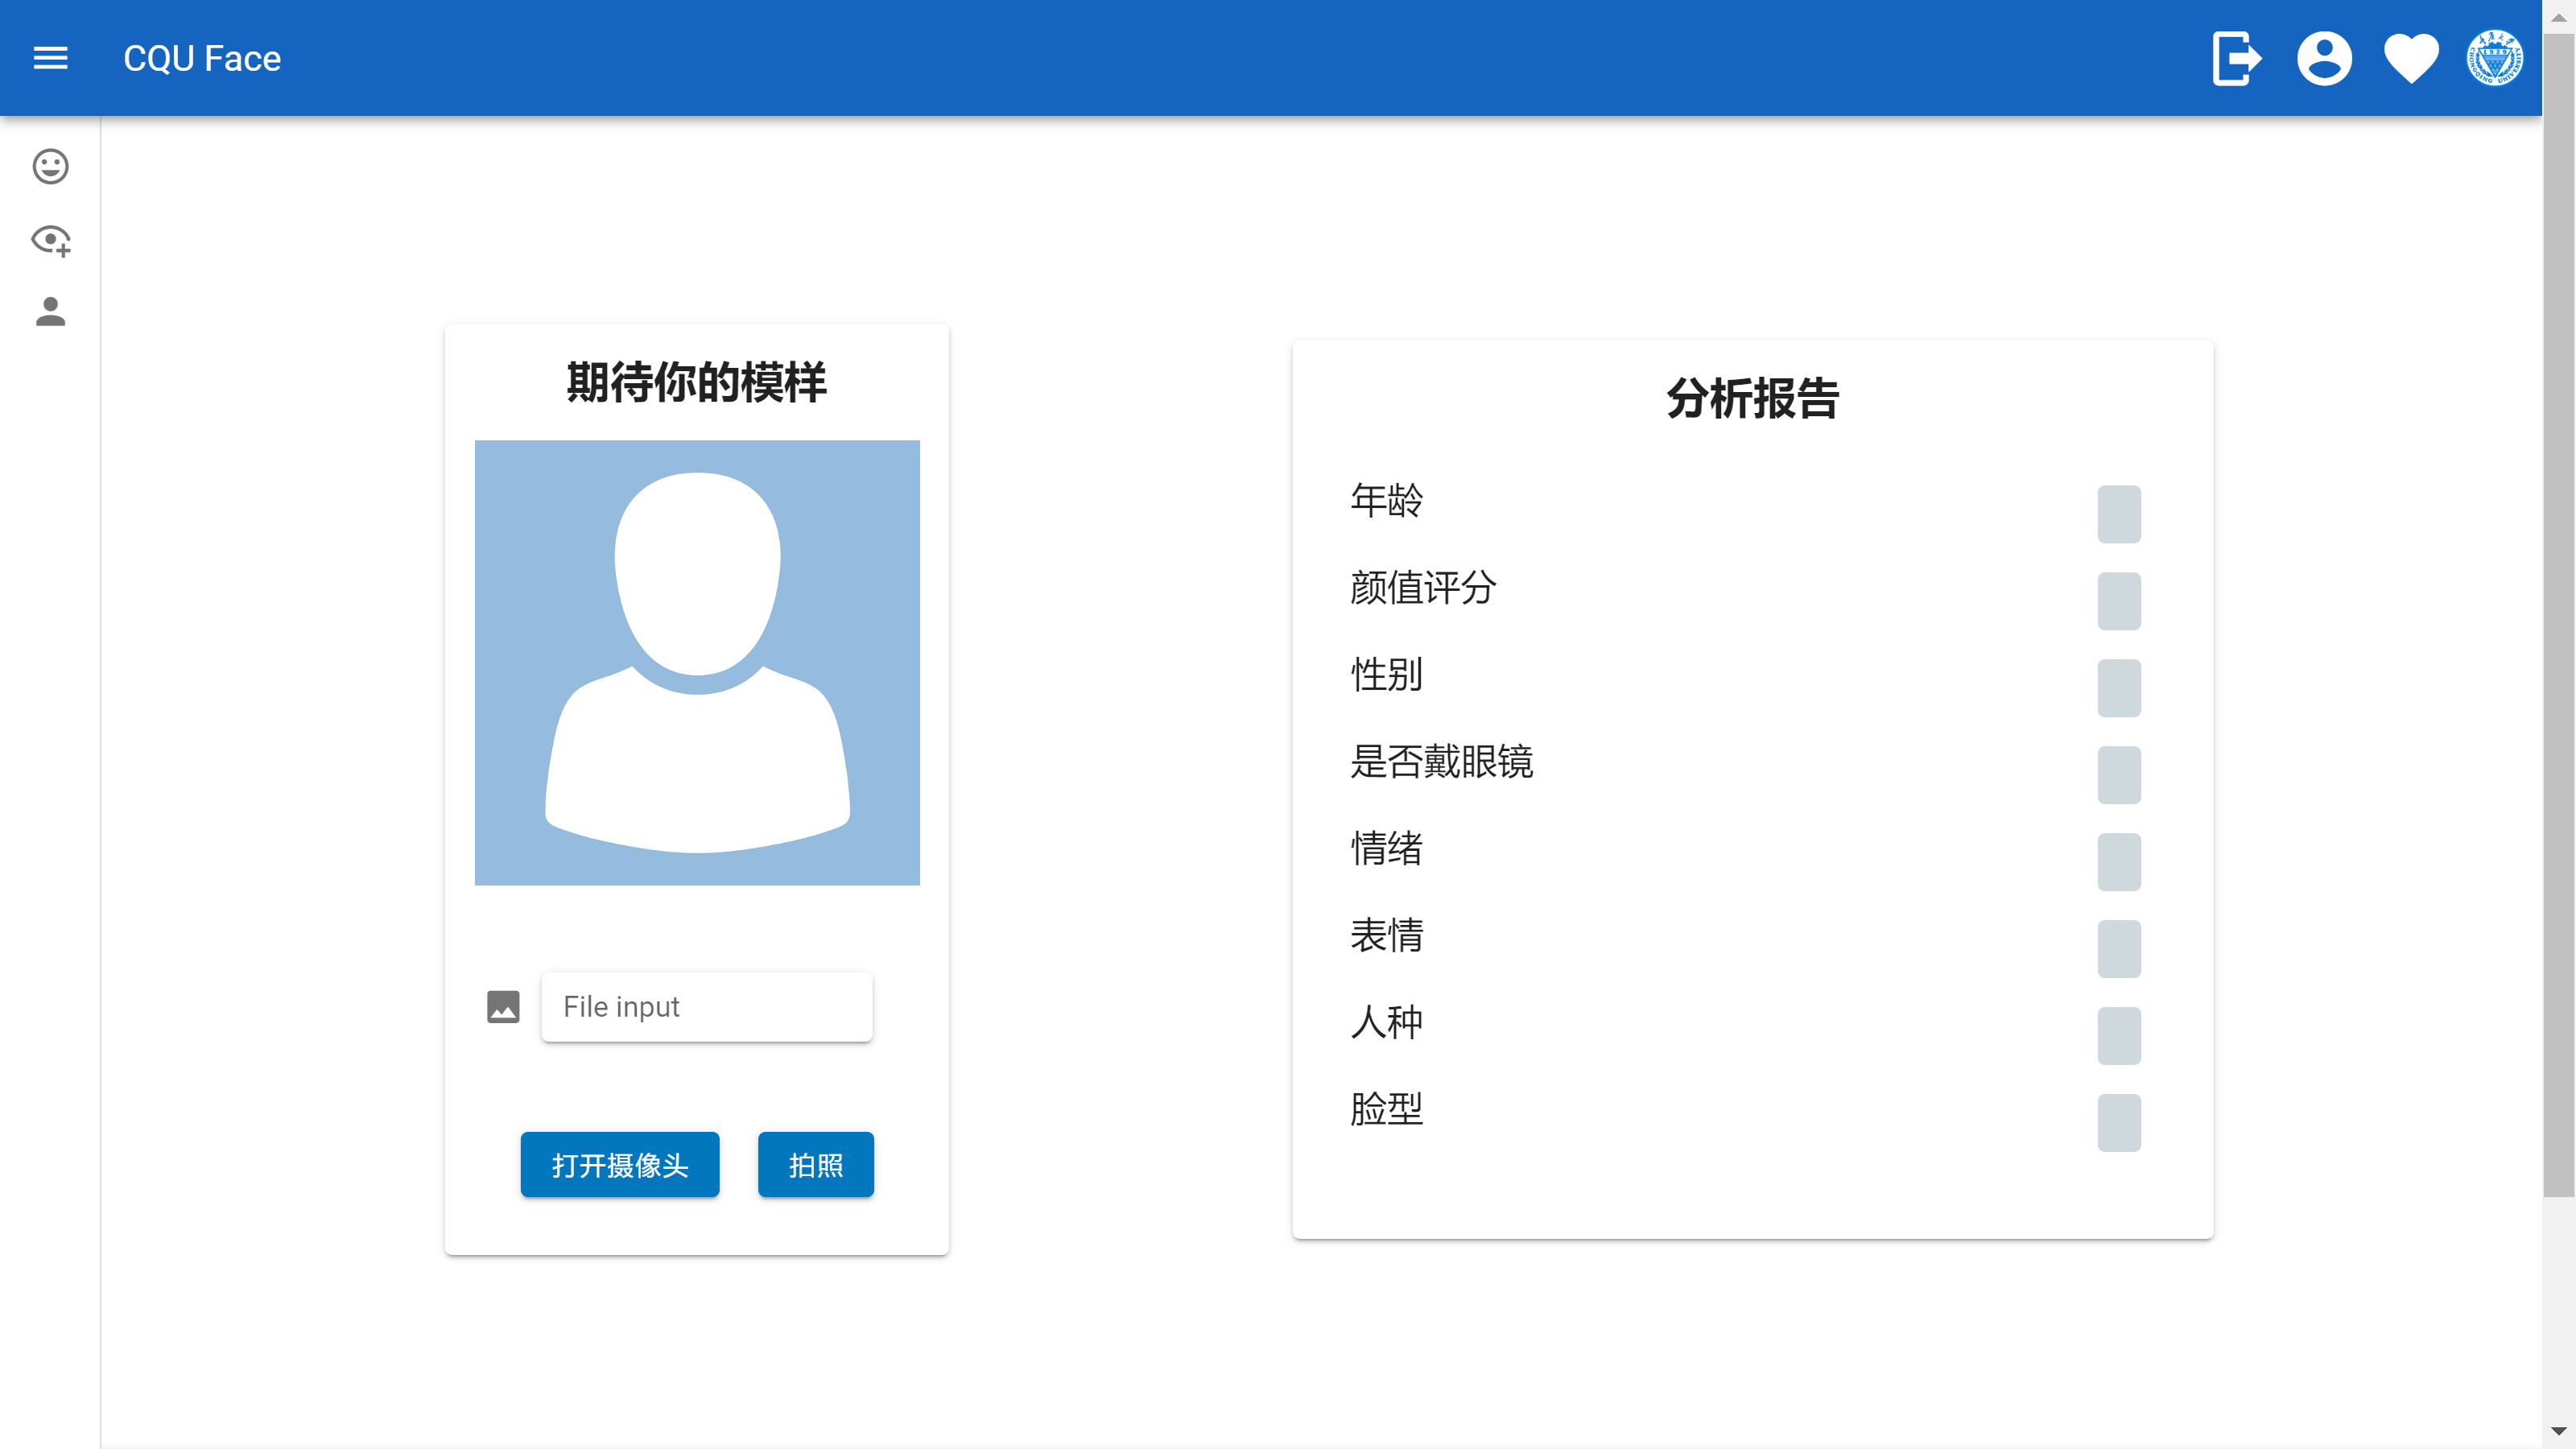 CQU Face
期待你的模样
File input
打开摄像头
拍照
分析报告
年龄
颜值评分
性别
是否戴眼镜
情绪
表情
人种
脸型